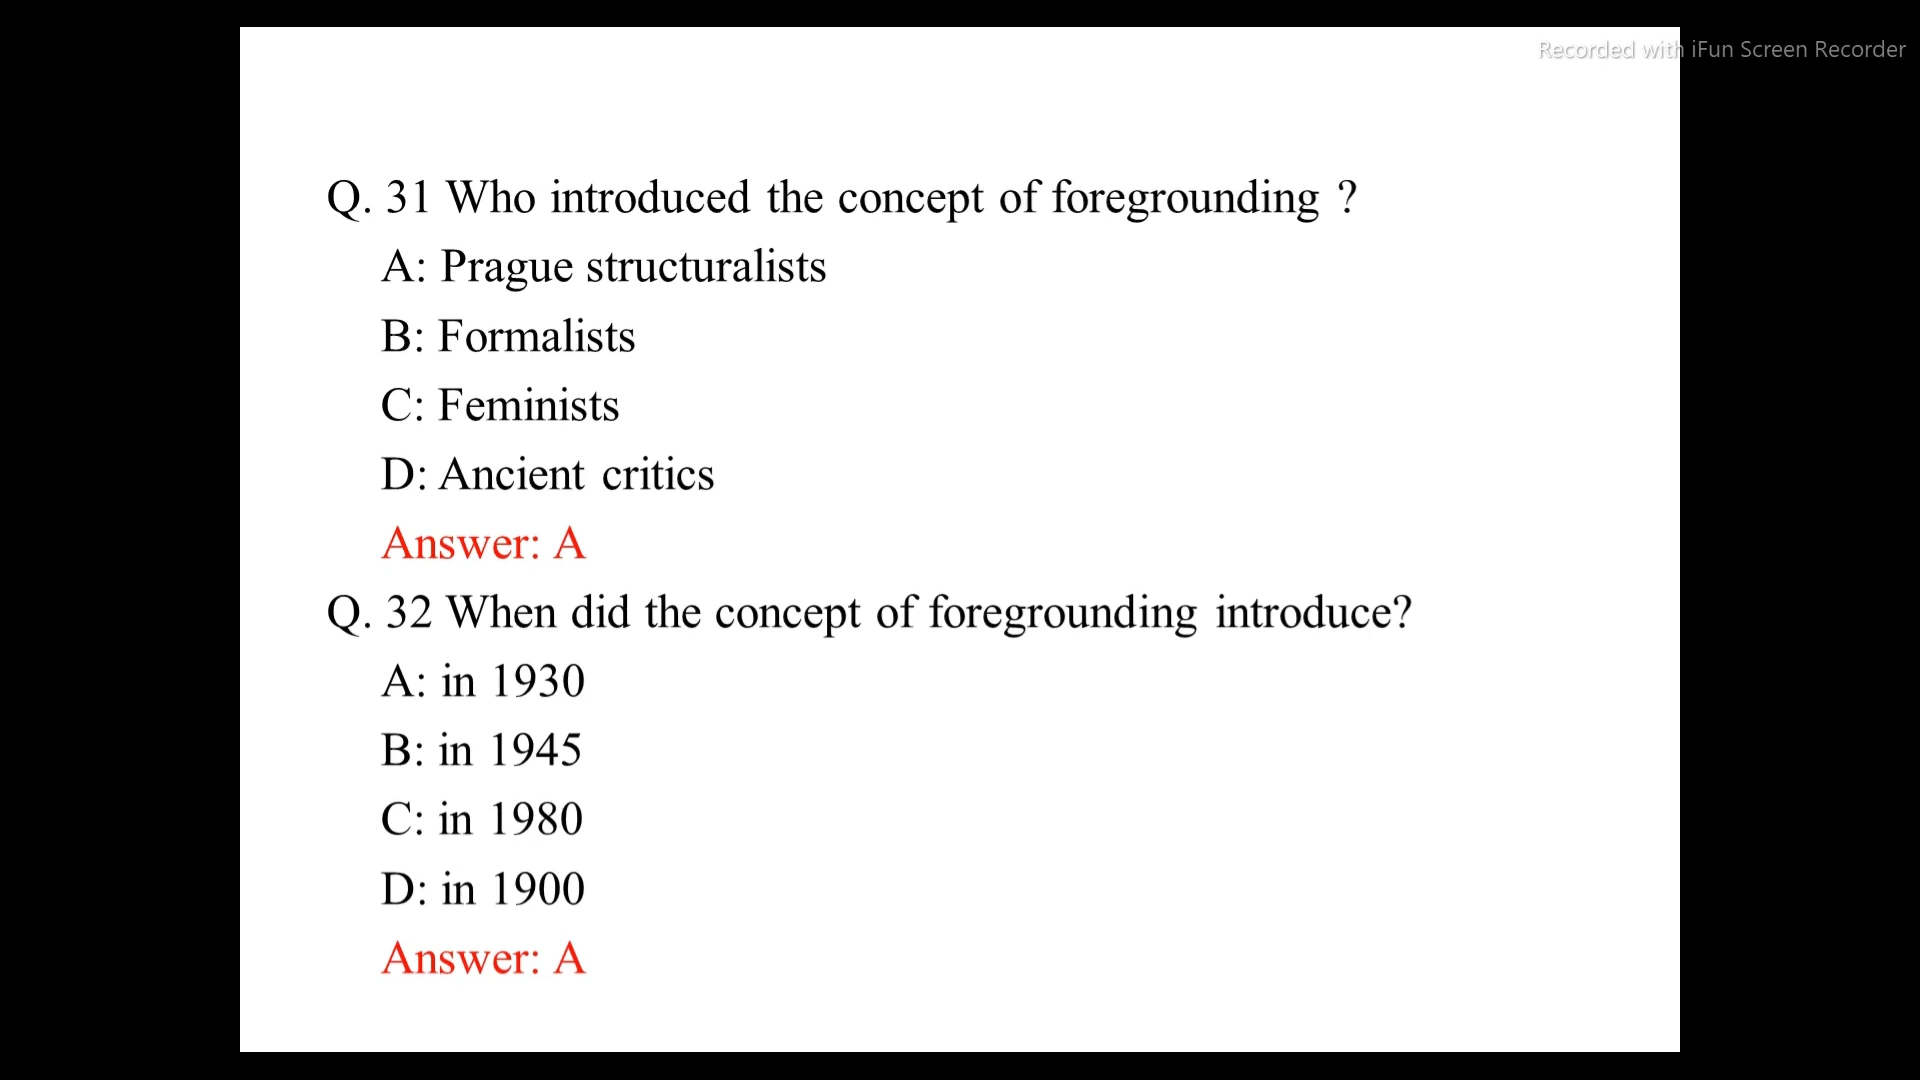 Recorded with iFun Screen Recorder
Q. 31 Who introduced the concept of foregrounding ?
A: Prague structuralists
B: Formalists
C: Feminists
D: Ancient critics
Answer: A
Q. 32 When did the concept of foregrounding introduce?
A: in 1930
B: in 1945
C: in 1980
D: in 1900
Answer: A